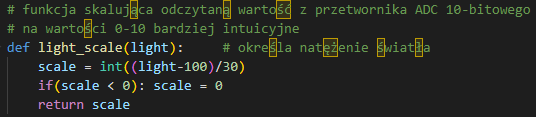 # funkcja skalująca odczytaną wartość z przetwornika ADC 10-bitowego
# na wartości 0-10 bardziej intuicyjne
def light_scale(light):     # określa natężenie światła
    scale = int((light-100)/30)
    if(scale < 0): scale = 0
    return scale